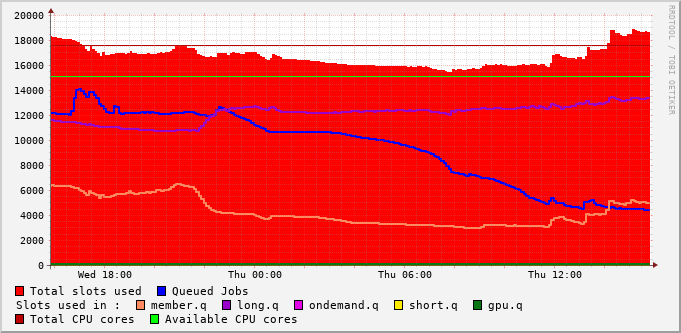 20000
18000
16000
14000
12000
10000
8000
6000
4000
2000
0
Wed 18:00 Thu 00:00 Thu 06:00 Thu 12:00
RRDTOOL / TOBI OETIKER
Total slots used Queued Jobs
Slots used in : member.q long.q ondemand.q short.q gpu.q
Total CPU cores Available CPU cores